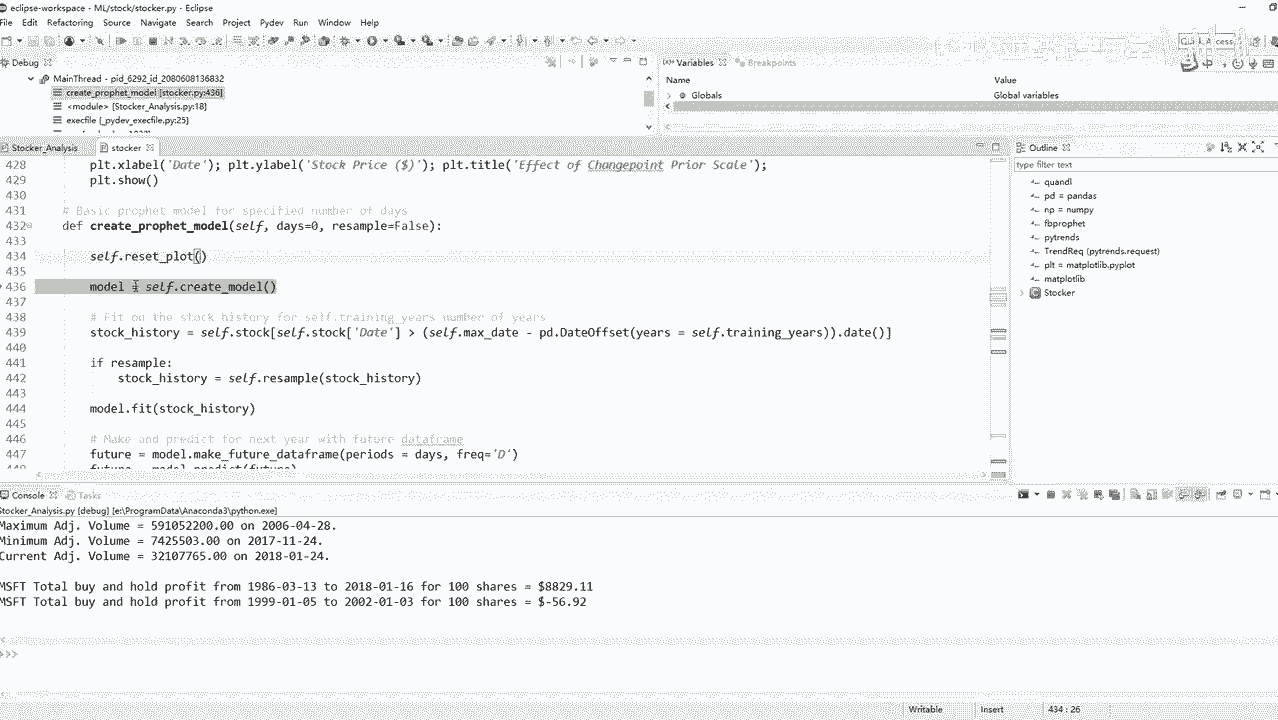 eclipse-workspace - ML/stock/stocker.py - Eclipse
File Edit Refactoring Source Navigate Search Project Pydev Run Window Help
Debug
MainThread - pid_6292_id_2080608136832
create_prophet_model [stocker.py:436]
<module> [Stocker_Analysis.py:18]
execfile [_pydev_execfile.py:25]
Variables Breakpoints
Name Value
Globals Global variables
Stocker_Analysis stocker
428 plt.xlabel('Date'); plt.ylabel('Stock Price ($)'); plt.title('Effect of Changepoint Prior Scale');
429 plt.show()
430
431 # Basic prophet model for specified number of days
432 def create_prophet_model(self, days=0, resample=False):
433
434 self.reset_plot()
435
436 model = self.create_model()
437
438 # Fit on the stock history for self.training_years number of years
439 stock_history = self.stock[self.stock['Date'] > (self.max_date - pd.DateOffset(years = self.training_years)).date()]
440
441 if resample:
442 stock_history = self.resample(stock_history)
443
444 model.fit(stock_history)
445
446 # Make and predict for next year with future dataframe
447 future = model.make_future_dataframe(periods = days, freq='D')
448 future = model.predict(future)
Outline
type filter text
quandl
pd = pandas
np = numpy
fbprophet
pytrends
TrendReq (pytrends.request)
plt = matplotlib.pyplot
matplotlib
Stocker
Console Tasks
Stocker_Analysis.py [debug] [e:\ProgramData\Anaconda3\python.exe]
Maximum Adj. Volume = 591052200.00 on 2006-04-28.
Minimum Adj. Volume = 7425503.00 on 2017-11-24.
Current Adj. Volume = 32107765.00 on 2018-01-24.
MSFT Total buy and hold profit from 1986-03-13 to 2018-01-16 for 100 shares = $8829.11
MSFT Total buy and hold profit from 1999-01-05 to 2002-01-03 for 100 shares = $-56.92
>>>
Writable Insert 434 : 26